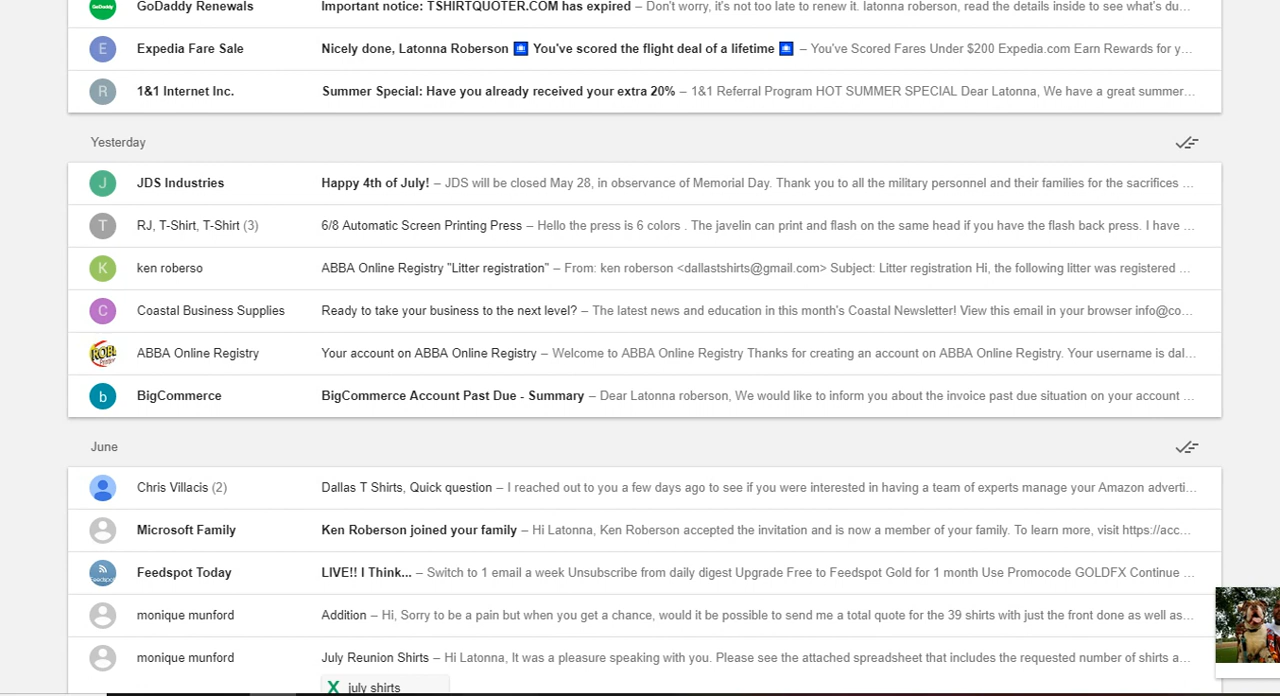 GoDaddy GoDaddy Renewals Important notice: TSHIRTQUOTER.COM has expired – Don't worry, it's not too late to renew it. latonna roberson, read the details inside to see what's du...
E Expedia Fare Sale Nicely done, Latonna Roberson You've scored the flight deal of a lifetime – You've Scored Fares Under $200 Expedia.com Earn Rewards for y...
R 1&1 Internet Inc. Summer Special: Have you already received your extra 20% – 1&1 Referral Program HOT SUMMER SPECIAL Dear Latonna, We have a great summer...
Yesterday
J JDS Industries Happy 4th of July! – JDS will be closed May 28, in observance of Memorial Day. Thank you to all the military personnel and their families for the sacrifices ...
T RJ, T-Shirt, T-Shirt (3) 6/8 Automatic Screen Printing Press – Hello the press is 6 colors . The javelin can print and flash on the same head if you have the flash back press. I have ...
K ken roberso ABBA Online Registry "Litter registration" – From: ken roberson <dallastshirts@gmail.com> Subject: Litter registration Hi, the following litter was registered ...
C Coastal Business Supplies Ready to take your business to the next level? – The latest news and education in this month's Coastal Newsletter! View this email in your browser info@co...
ABBA Online Registry Your account on ABBA Online Registry – Welcome to ABBA Online Registry Thanks for creating an account on ABBA Online Registry. Your username is dal...
b BigCommerce BigCommerce Account Past Due - Summary – Dear Latonna roberson, We would like to inform you about the invoice past due situation on your account ...
June
Chris Villacis (2) Dallas T Shirts, Quick question – I reached out to you a few days ago to see if you were interested in having a team of experts manage your Amazon adverti...
Microsoft Family Ken Roberson joined your family – Hi Latonna, Ken Roberson accepted the invitation and is now a member of your family. To learn more, visit https://acc...
Feedspot Feedspot Today LIVE!! I Think... – Switch to 1 email a week Unsubscribe from daily digest Upgrade Free to Feedspot Gold for 1 month Use Promocode GOLDFX Continue ...
monique munford Addition – Hi, Sorry to be a pain but when you get a chance, would it be possible to send me a total quote for the 39 shirts with just the front done as well as...
monique munford July Reunion Shirts – Hi Latonna, It was a pleasure speaking with you. Please see the attached spreadsheet that includes the requested number of shirts a...
X july shirts